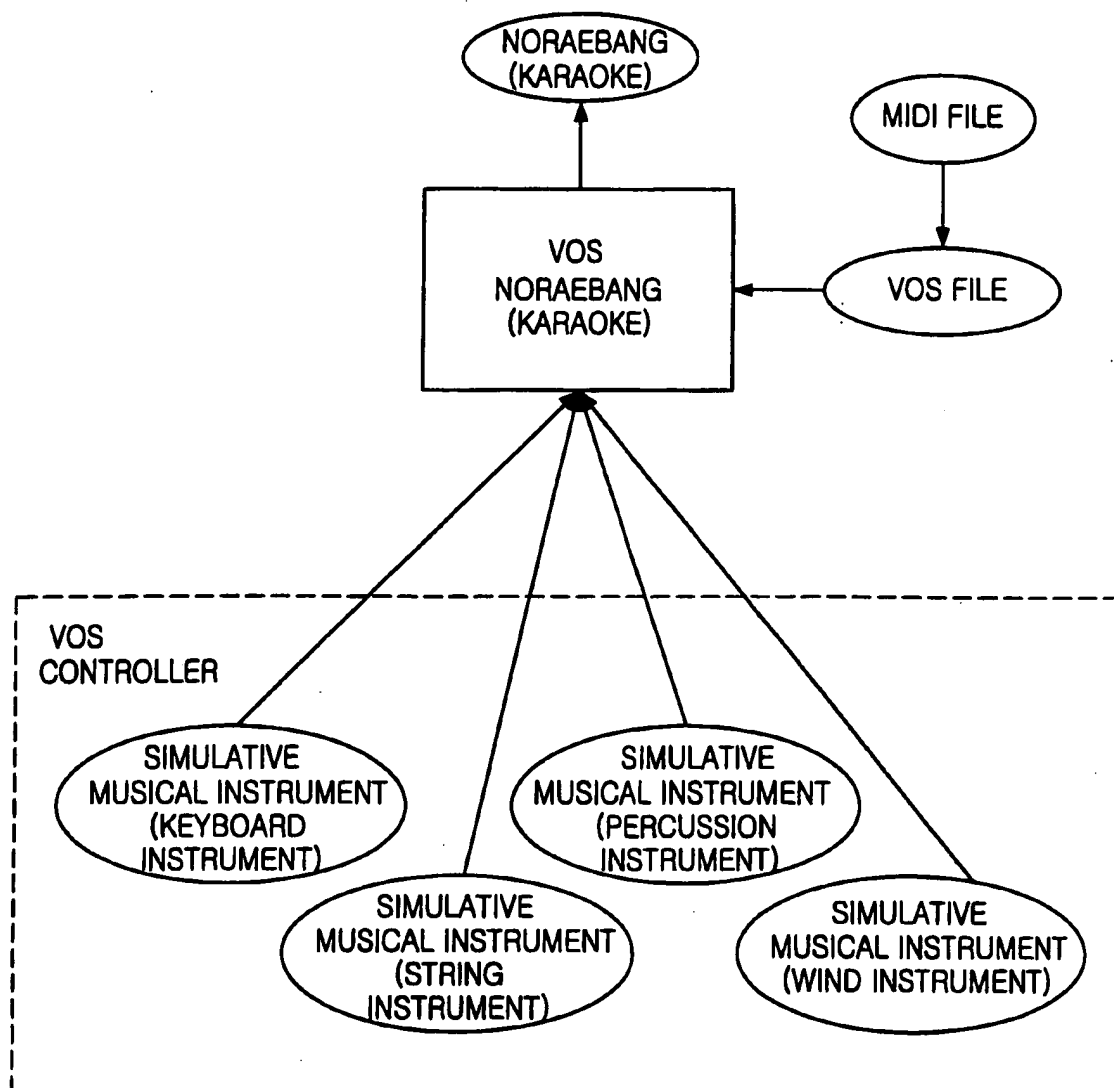 NORAEBANG
(KARAOKE)
MIDI FILE
VOS
NORAEBANG
(KARAOKE)
VOS FILE
VOS
CONTROLLER
SIMULATIVE
MUSICAL INSTRUMENT
(KEYBOARD
INSTRUMENT)
SIMULATIVE
MUSICAL INSTRUMENT
(PERCUSSION
INSTRUMENT)
SIMULATIVE
MUSICAL INSTRUMENT
(STRING
INSTRUMENT)
SIMULATIVE
MUSICAL INSTRUMENT
(WIND INSTRUMENT)